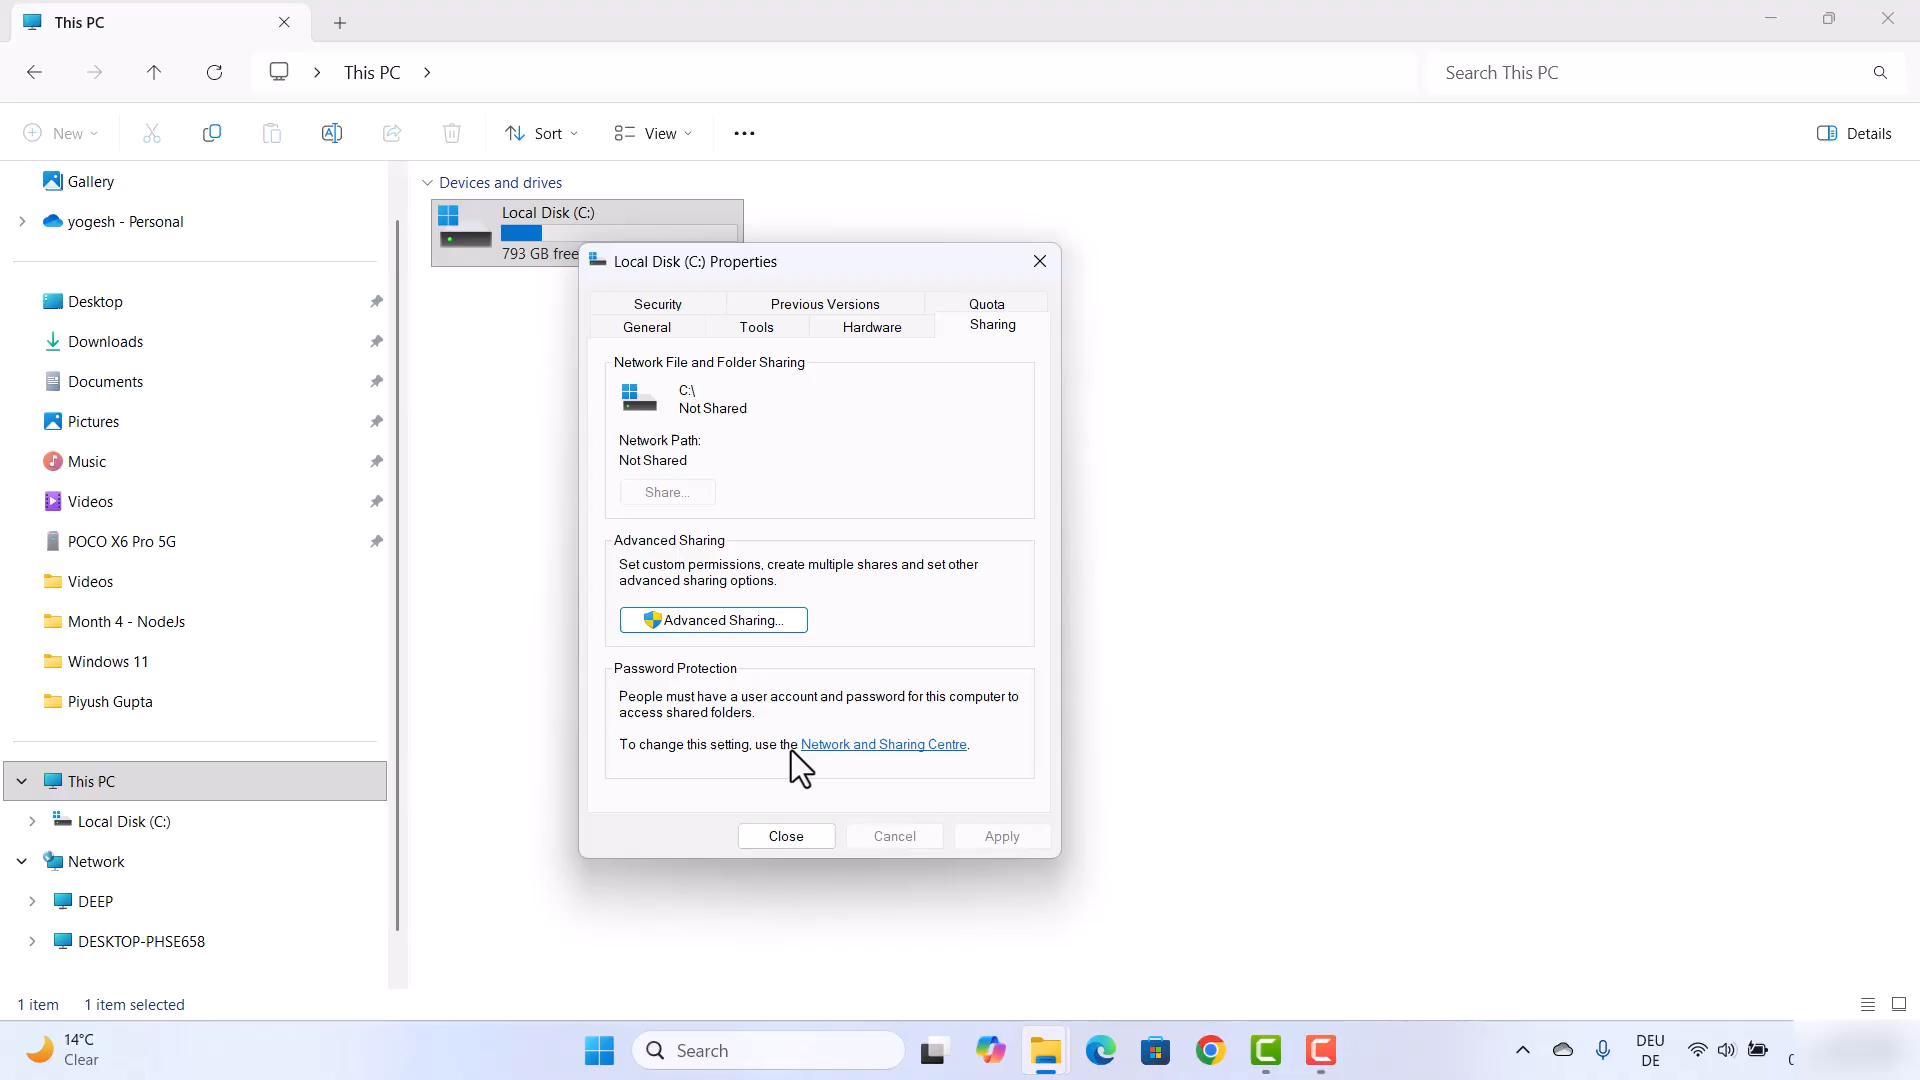 This PC
This PC
Search This PC
New
Sort
View
Details
Gallery
yogesh - Personal
Desktop
Downloads
Documents
Pictures
Music
Videos
POCO X6 Pro 5G
Videos
Month 4 - NodeJs
Windows 11
Piyush Gupta
This PC
Local Disk (C:)
Network
DEEP
DESKTOP-PHSE658
Devices and drives
Local Disk (C:)
793 GB free
Local Disk (C:) Properties
Security
Previous Versions
Quota
General
Tools
Hardware
Sharing
Network File and Folder Sharing
C:\
Not Shared
Network Path:
Not Shared
Share...
Advanced Sharing
Set custom permissions, create multiple shares and set other
advanced sharing options.
Advanced Sharing...
Password Protection
People must have a user account and password for this computer to
access shared folders.
To change this setting, use the Network and Sharing Centre.
Close
Cancel
Apply
1 item
1 item selected
14°C
Clear
Search
DEU
DE